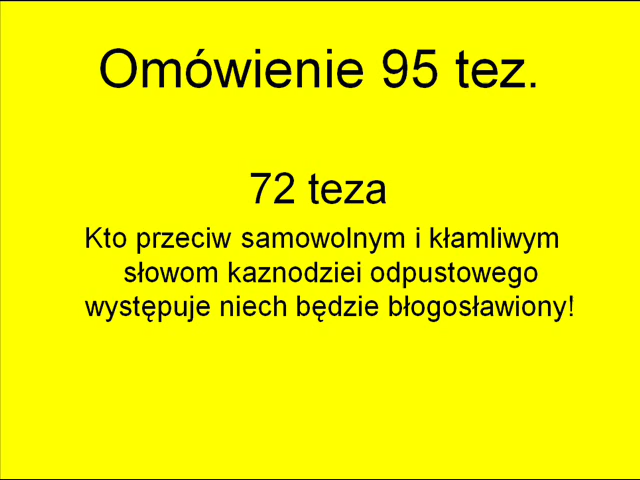 Omówienie 95 tez.
72 teza
Kto przeciw samowolnym i kłamliwym
słowom kaznodziei odpustowego
występuje niech będzie błogosławiony!